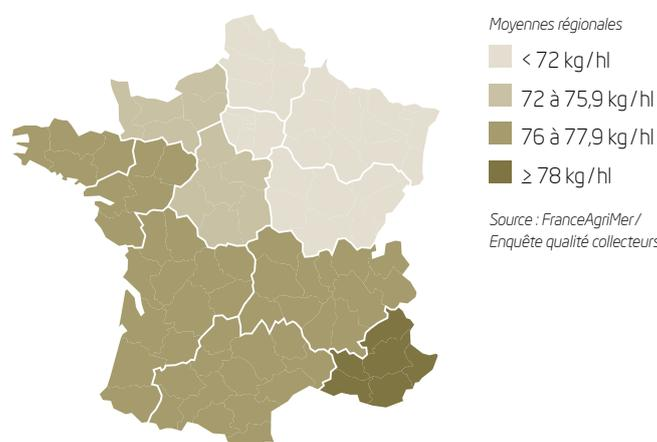 Moyennes régionales
< 72 kg/hl
72 à 75,9 kg/hl
76 à 77,9 kg/hl
≥ 78 kg/hl
Source : FranceAgriMer /
Enquête qualité collecteurs